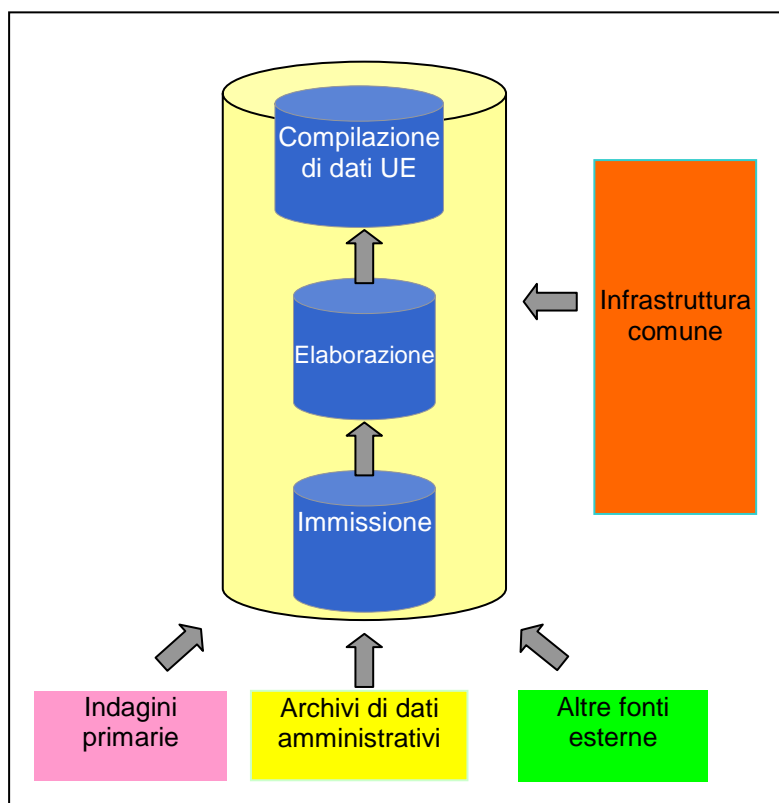 Compilazione
di dati UE
Elaborazione
Immissione
Infrastruttura
comune
Indagini
primarie
Archivi di dati
amministrativi
Altre fonti
esterne